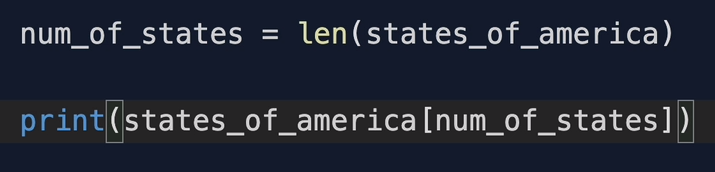 num_of_states = len(states_of_america)
print(states_of_america[num_of_states])